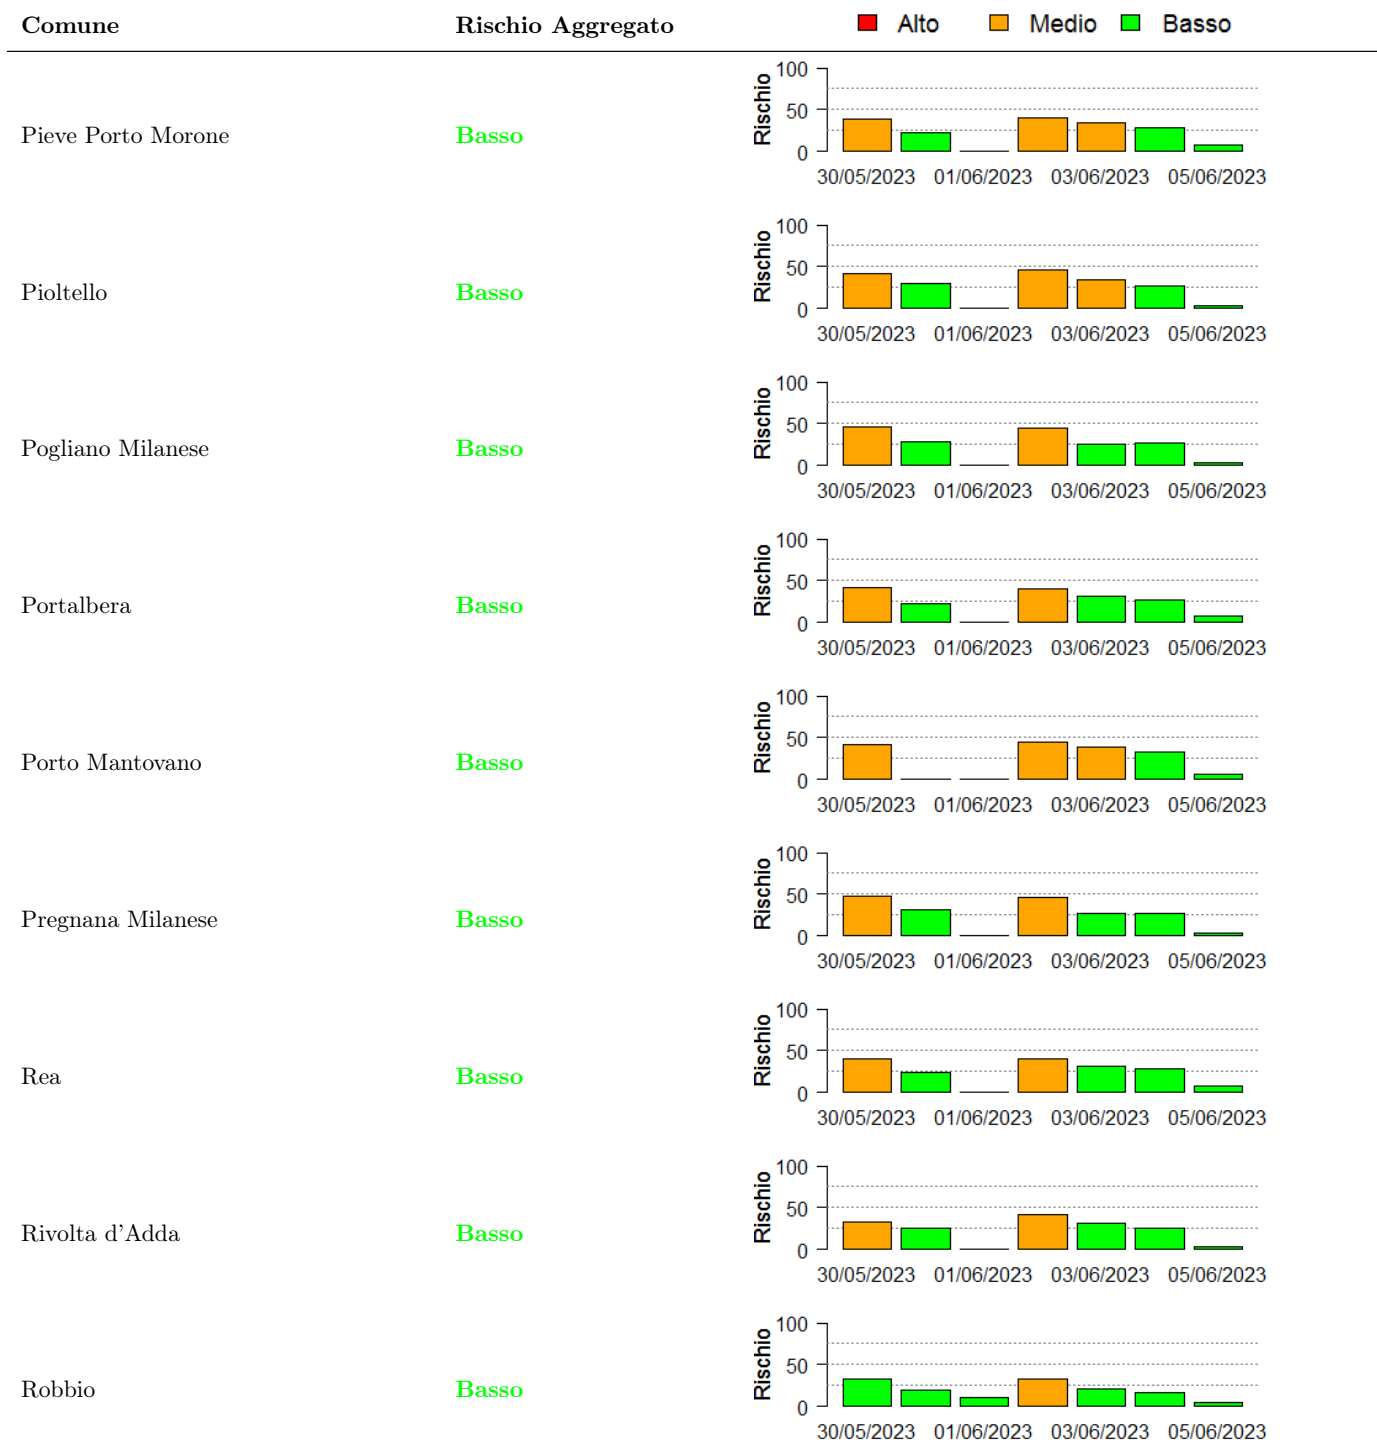 Comune Rischio Aggregato Alto Medio Basso
100
50
0
Rischio
Pieve Porto Morone Basso
30/05/2023 01/06/2023 03/06/2023 05/06/2023
100
50
0
Rischio
Pioltello Basso
30/05/2023 01/06/2023 03/06/2023 05/06/2023
100
50
0
Rischio
Pogliano Milanese Basso
30/05/2023 01/06/2023 03/06/2023 05/06/2023
100
50
0
Rischio
Portalbera Basso
30/05/2023 01/06/2023 03/06/2023 05/06/2023
100
50
0
Rischio
Porto Mantovano Basso
30/05/2023 01/06/2023 03/06/2023 05/06/2023
100
50
0
Rischio
Pregnana Milanese Basso
30/05/2023 01/06/2023 03/06/2023 05/06/2023
100
50
0
Rischio
Rea Basso
30/05/2023 01/06/2023 03/06/2023 05/06/2023
100
50
0
Rischio
Rivolta d'Adda Basso
30/05/2023 01/06/2023 03/06/2023 05/06/2023
100
50
0
Rischio
Robbio Basso
30/05/2023 01/06/2023 03/06/2023 05/06/2023